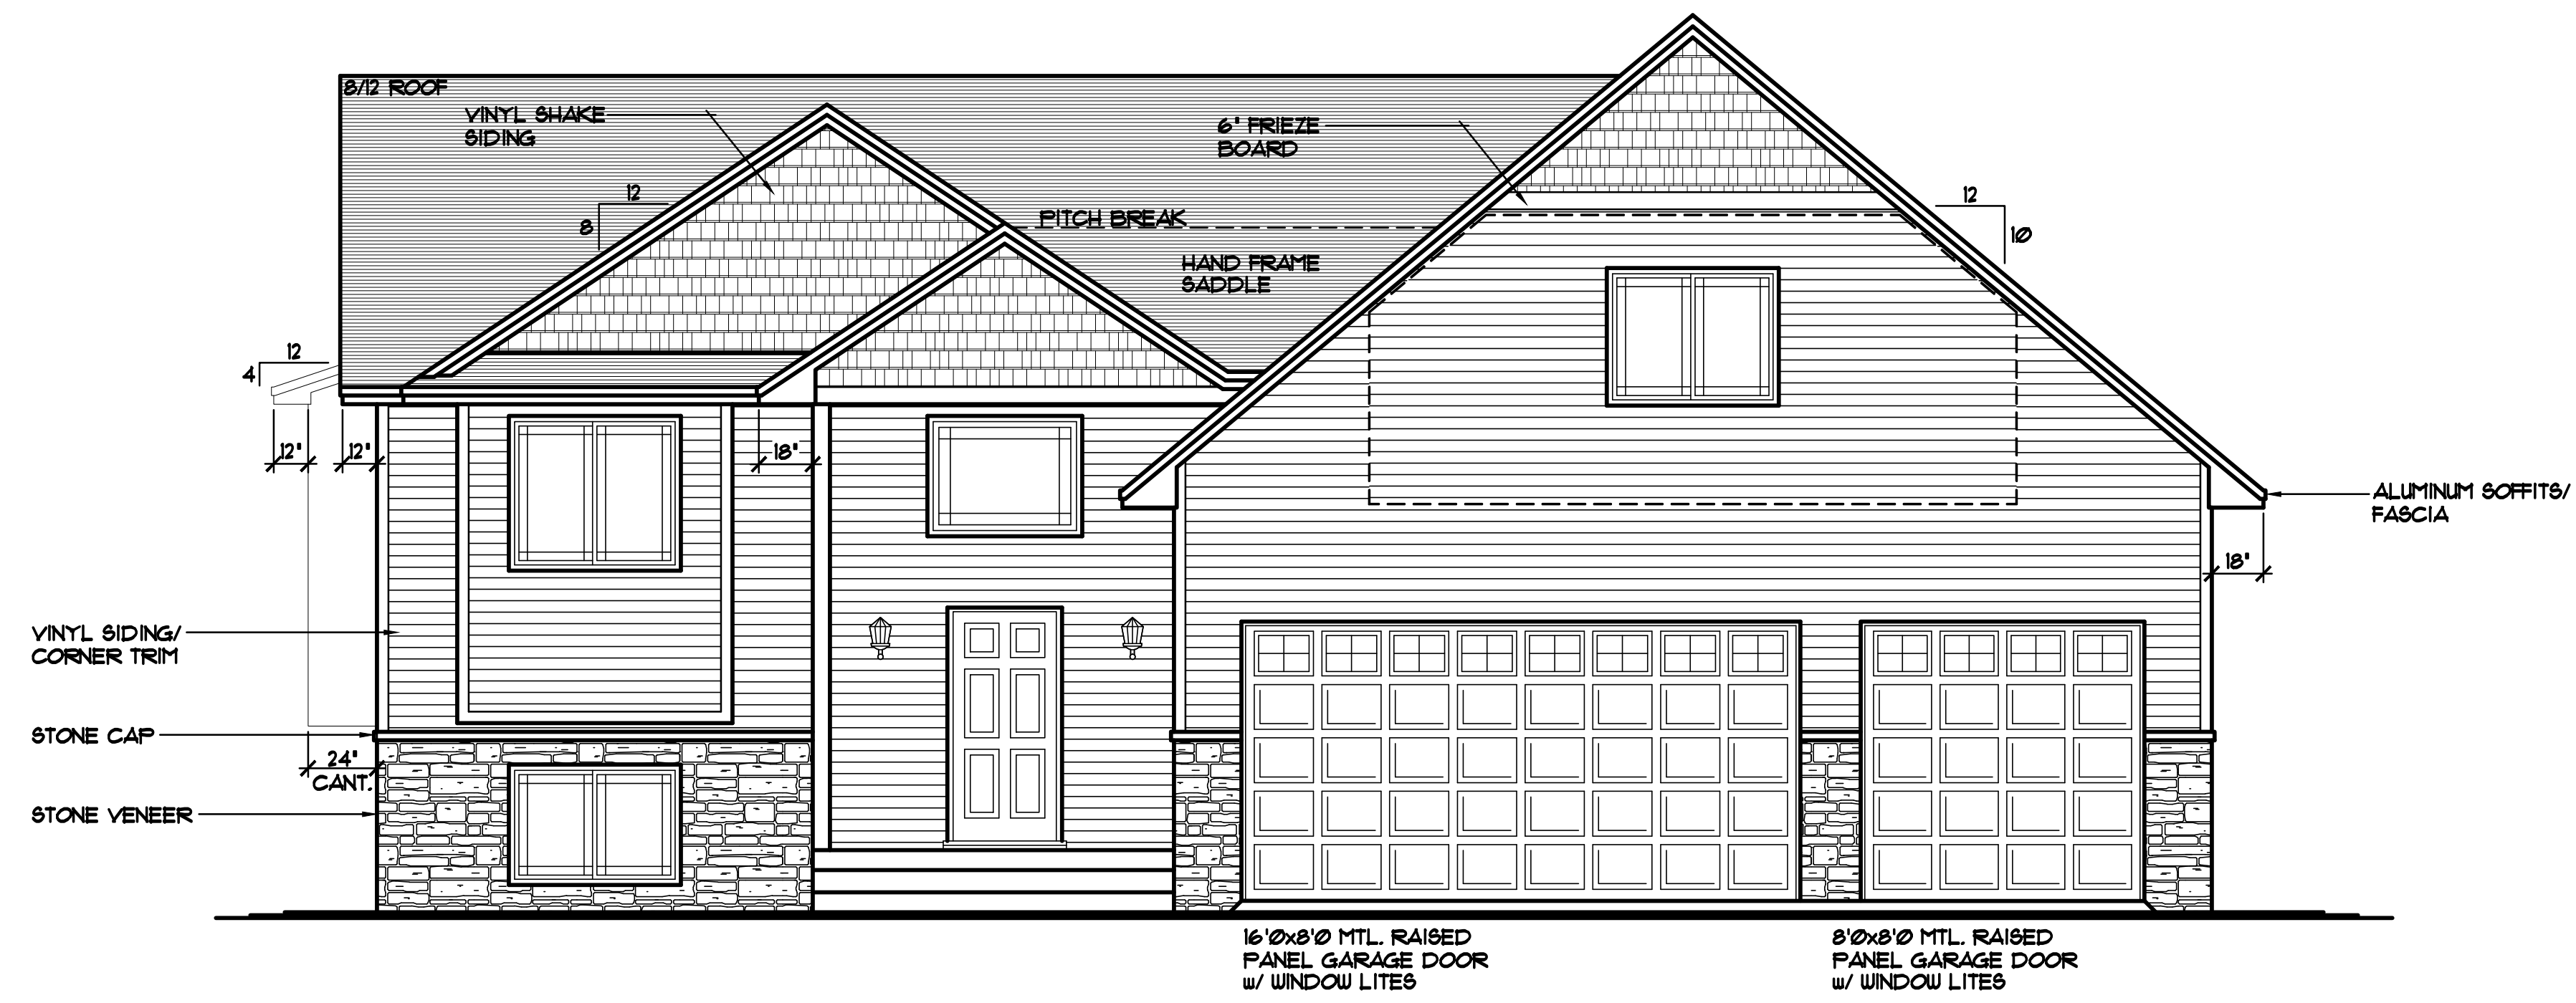 8/12 ROOF
VINYL SHAKE
SIDING
6" FRIEZE
BOARD
12
8
12
10
PITCH BREAK
HAND FRAME
SADDLE
12
4
12"
12"
18"
ALUMINUM SOFFITS/
FASCIA
18"
VINYL SIDING/
CORNER TRIM
STONE CAP
24"
CANT.
STONE VENEER
16'0x8'0 MTL. RAISED
PANEL GARAGE DOOR
w/ WINDOW LITES
8'0x8'0 MTL. RAISED
PANEL GARAGE DOOR
w/ WINDOW LITES